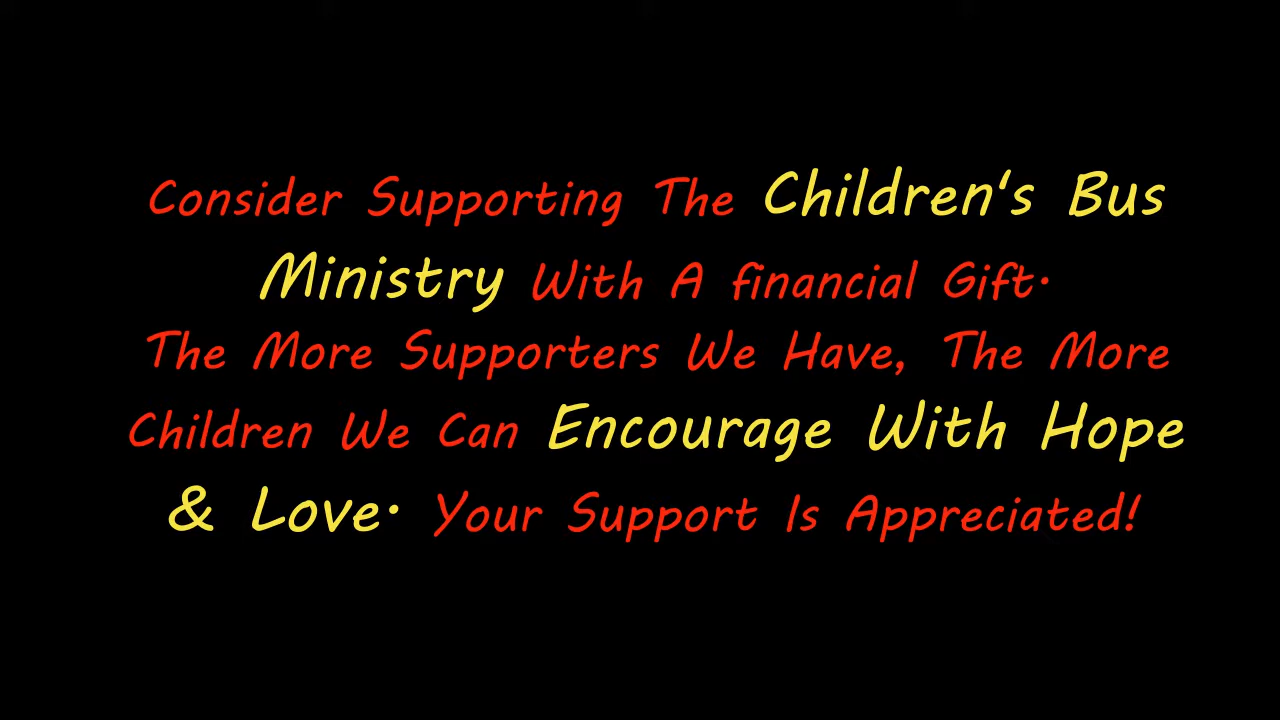 Consider Supporting The Children's Bus
Ministry With A financial Gift.
The More Supporters We Have, The More
Children We Can Encourage With Hope
& Love. Your Support Is Appreciated!